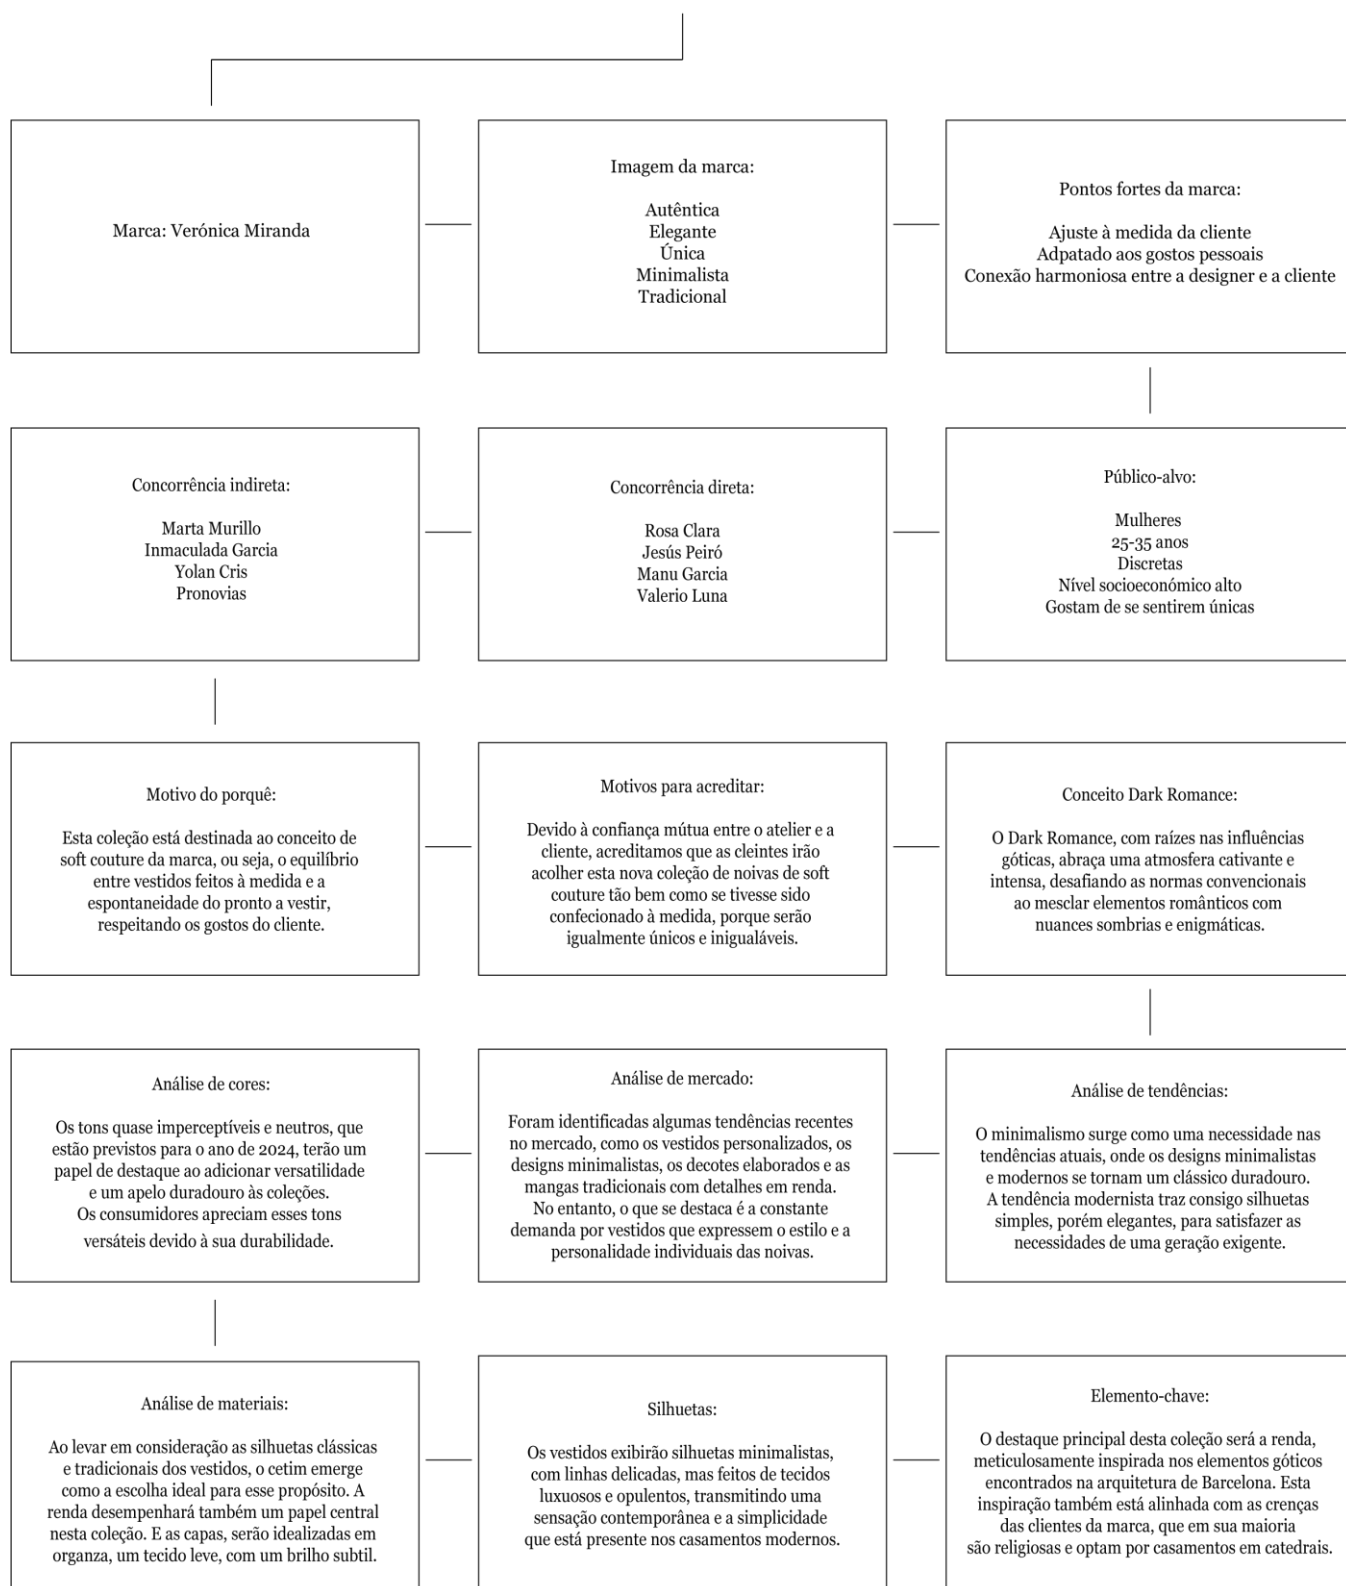 Marca: Verónica Miranda
Imagem da marca:
Autêntica
Elegante
Única
Minimalista
Tradicional
Pontos fortes da marca:
Ajuste à medida da cliente
Adpatado aos gostos pessoais
Conexão harmoniosa entre a designer e a cliente
Público-alvo:
Mulheres
25-35 anos
Discretas
Nível socioeconómico alto
Gostam de se sentirem únicas
Concorrência direta:
Rosa Clara
Jesús Peiró
Manu Garcia
Valerio Luna
Concorrência indireta:
Marta Murillo
Inmaculada Garcia
Yolan Cris
Pronovias
Motivo do porquê:
Esta coleção está destinada ao conceito de
soft couture da marca, ou seja, o equilíbrio
entre vestidos feitos à medida e a
espontaneidade do pronto a vestir,
respeitando os gostos do cliente.
Motivos para acreditar:
Devido à confiança mútua entre o atelier e a
cliente, acreditamos que as cleintes irão
acolher esta nova coleção de noivas de soft
couture tão bem como se tivesse sido
confecionado à medida, porque serão
igualmente únicos e inigualáveis.
Conceito Dark Romance:
O Dark Romance, com raízes nas influências
góticas, abraça uma atmosfera cativante e
intensa, desafiando as normas convencionais
ao mesclar elementos românticos com
nuances sombrias e enigmáticas.
Análise de tendências:
O minimalismo surge como uma necessidade nas
tendências atuais, onde os designs minimalistas
e modernos se tornam um clássico duradouro.
A tendência modernista traz consigo silhuetas
simples, porém elegantes, para satisfazer as
necessidades de uma geração exigente.
Análise de mercado:
Foram identificadas algumas tendências recentes
no mercado, como os vestidos personalizados, os
designs minimalistas, os decotes elaborados e as
mangas tradicionais com detalhes em renda.
No entanto, o que se destaca é a constante
demanda por vestidos que expressem o estilo e a
personalidade individuais das noivas.
Análise de cores:
Os tons quase imperceptíveis e neutros, que
estão previstos para o ano de 2024, terão um
papel de destaque ao adicionar versatilidade
e um apelo duradouro às coleções.
Os consumidores apreciam esses tons
versáteis devido à sua durabilidade.
Análise de materiais:
Ao levar em consideração as silhuetas clássicas
e tradicionais dos vestidos, o cetim emerge
como a escolha ideal para esse propósito. A
renda desempenhará também um papel central
nesta coleção. E as capas, serão idealizadas em
organza, um tecido leve, com um brilho subtil.
Silhuetas:
Os vestidos exibirão silhuetas minimalistas,
com linhas delicadas, mas feitos de tecidos
luxuosos e opulentos, transmitindo uma
sensação contemporânea e a simplicidade
que está presente nos casamentos modernos.
Elemento-chave:
O destaque principal desta coleção será a renda,
meticulosamente inspirada nos elementos góticos
encontrados na arquitetura de Barcelona. Esta
inspiração também está alinhada com as crenças
das clientes da marca, que em sua maioria
são religiosas e optam por casamentos em catedrais.